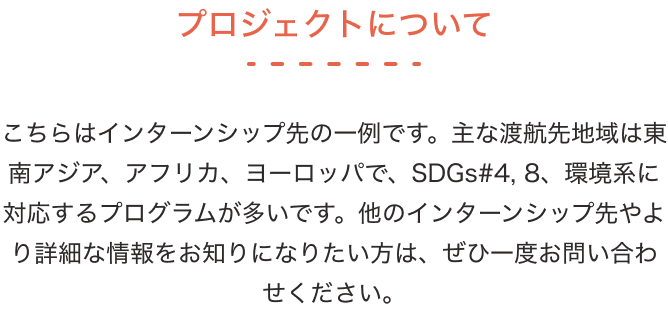 プロジェクトについて
こちらはインターンシップ先の一例です。主な渡航先地域は東
南アジア、アフリカ、ヨーロッパで、SDGs#4, 8、環境系に
対応するプログラムが多いです。他のインターンシップ先やよ
り詳細な情報をお知りになりたい方は、ぜひ一度お問い合わ
せください。